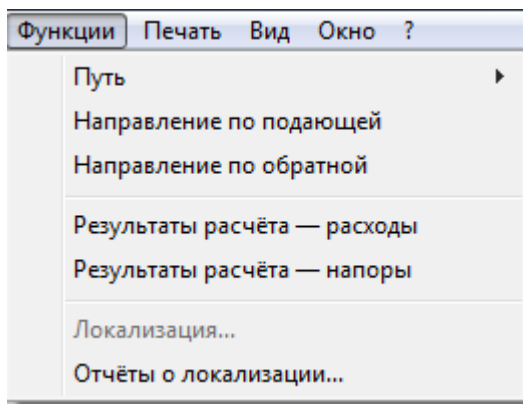 Функции Печать Вид Окно ?
Путь
Направление по подающей
Направление по обратной
Результаты расчёта — расходы
Результаты расчёта — напоры
Локализация...
Отчёты о локализации...